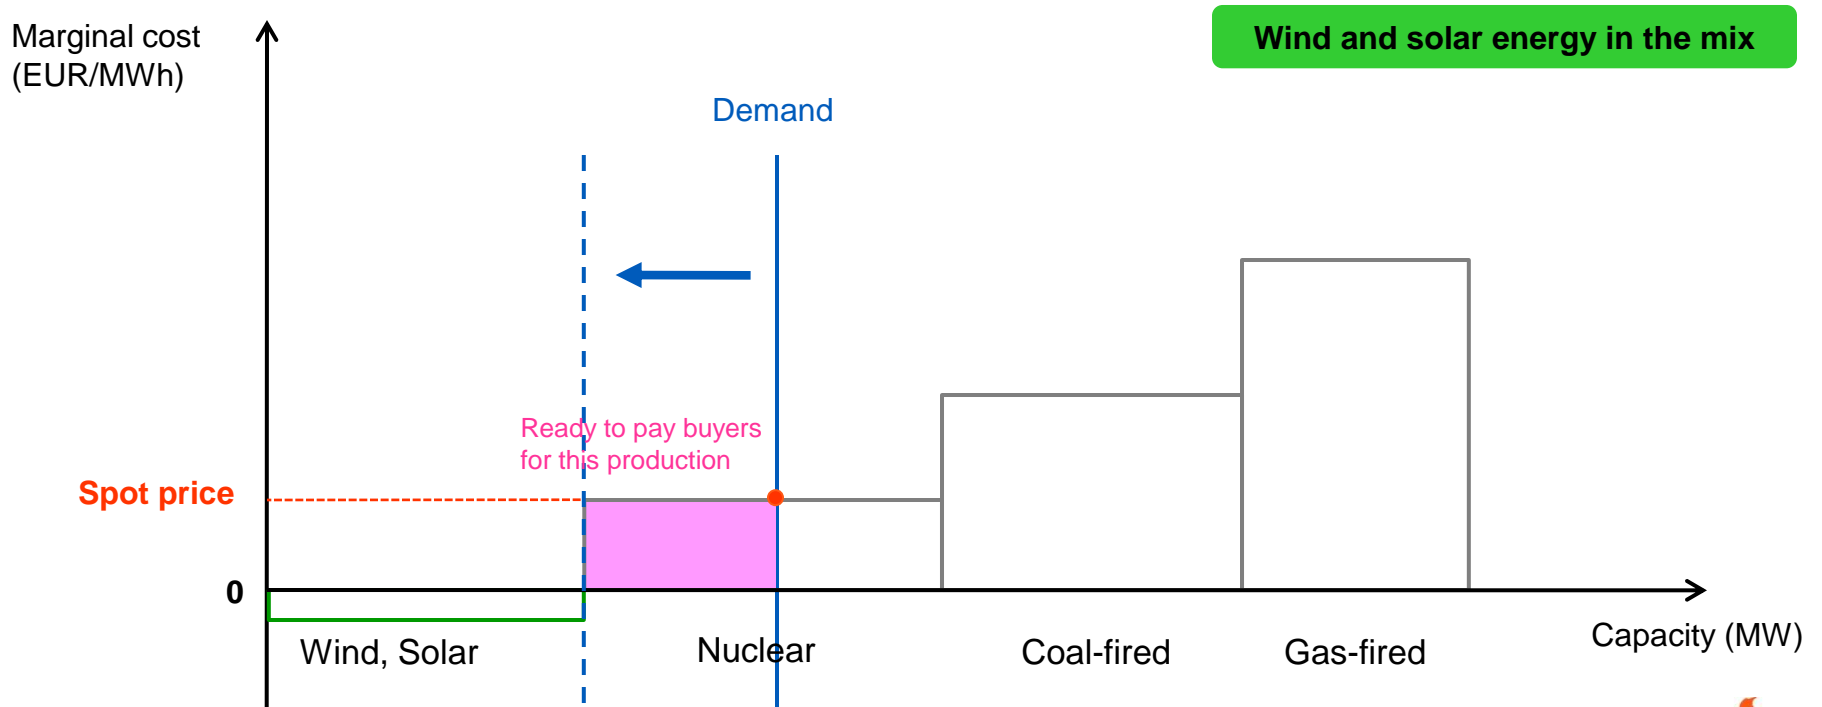 Marginal cost
(EUR/MWh)
Wind and solar energy in the mix
Demand
Ready to pay buyers
for this production
Spot price
0
Wind, Solar
Nuclear
Coal-fired
Gas-fired
Capacity (MW)